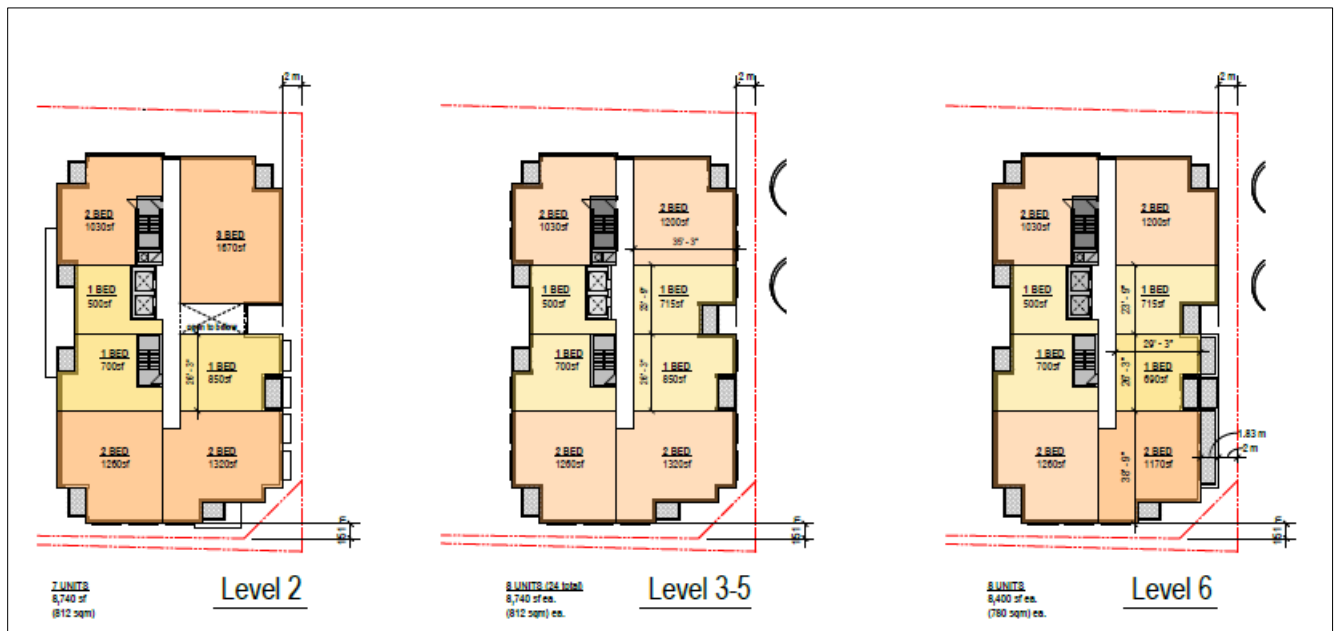 2 m
2 BED
1030sf
3 BED
1670sf
1 BED
500sf
open to below
1 BED
700sf
26' - 3"
1 BED
850sf
2 BED
1260sf
2 BED
1320sf
7 UNITS
8,740 sf
(812 sqm)
Level 2
2 m
2 BED
1030sf
2 BED
1200sf
35' - 3"
1 BED
500sf
1 BED
715sf
1 BED
700sf
26' - 3"
1 BED
850sf
2 BED
1260sf
2 BED
1320sf
8 UNITS (24 total)
8,740 sf ea.
(812 sqm) ea.
Level 3-5
2 m
2 BED
1030sf
2 BED
1200sf
1 BED
500sf
1 BED
715sf
29' - 3"
1 BED
700sf
26' - 3"
1 BED
690sf
2 BED
1260sf
2 BED
1170sf
1.83 m
2 m
8 UNITS
8,400 sf ea.
(780 sqm) ea.
Level 6